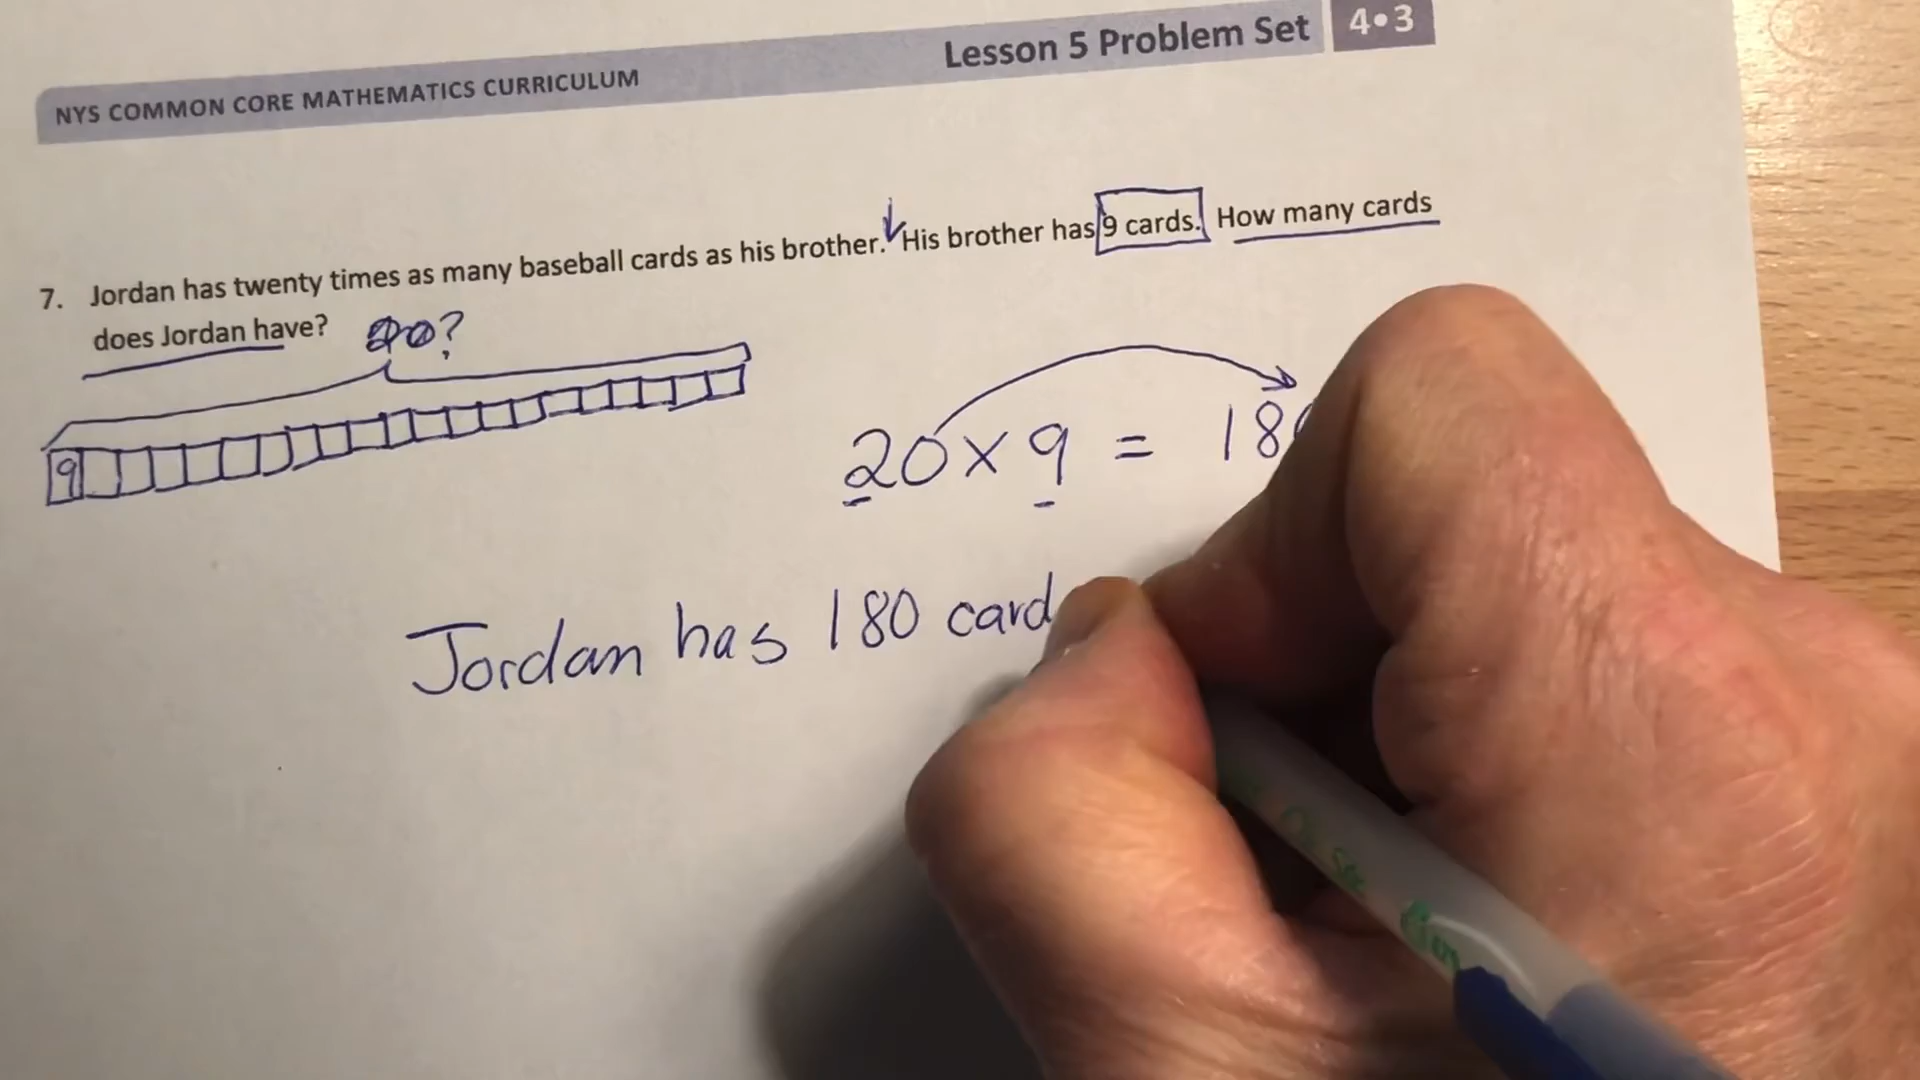 NYS COMMON CORE MATHEMATICS CURRICULUM Lesson 5 Problem Set 4•3
7. Jordan has twenty times as many baseball cards as his brother. His brother has 9 cards. How many cards
does Jordan have? ?
9
20 × 9 = 180
Jordan has 180 card